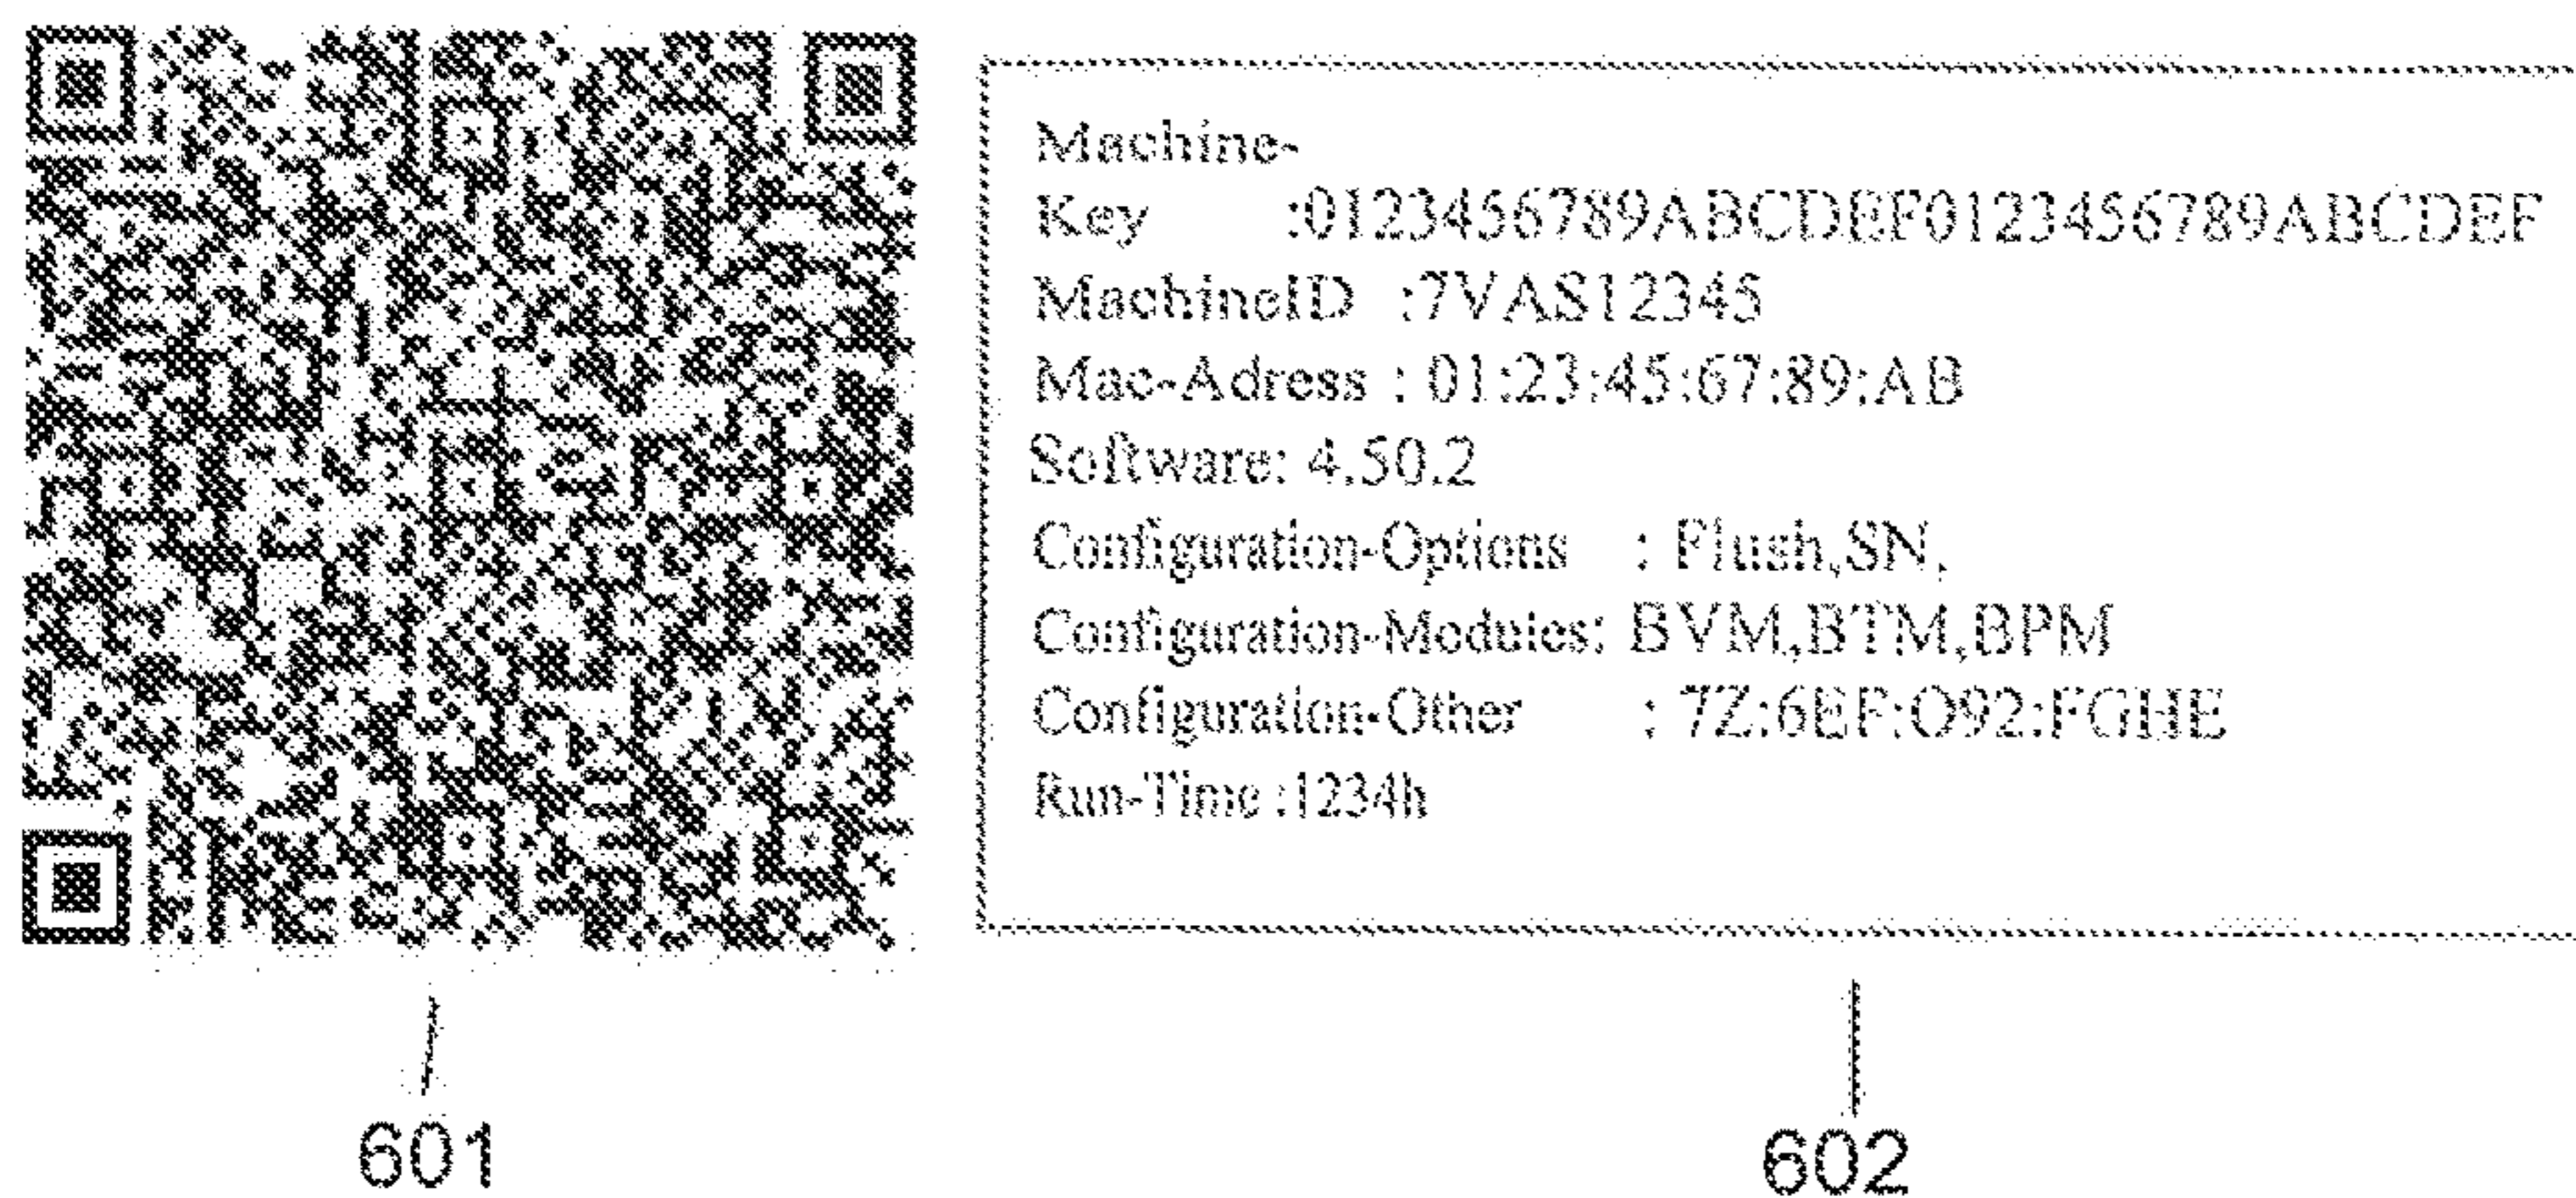 Machine-
Key :0123456789ABCDEF0123456789ABCDEF
MachineID :7VAS12345
Mac-Adress : 01:23:45:67:89:AB
Software: 4.50.2
Configuration-Options : Flush,SN,
Configuration-Modules: BVM,BTM,BPM
Configuration-Other : 7Z:6EF:O92:FGHE
Run-Time :1234h
601
602